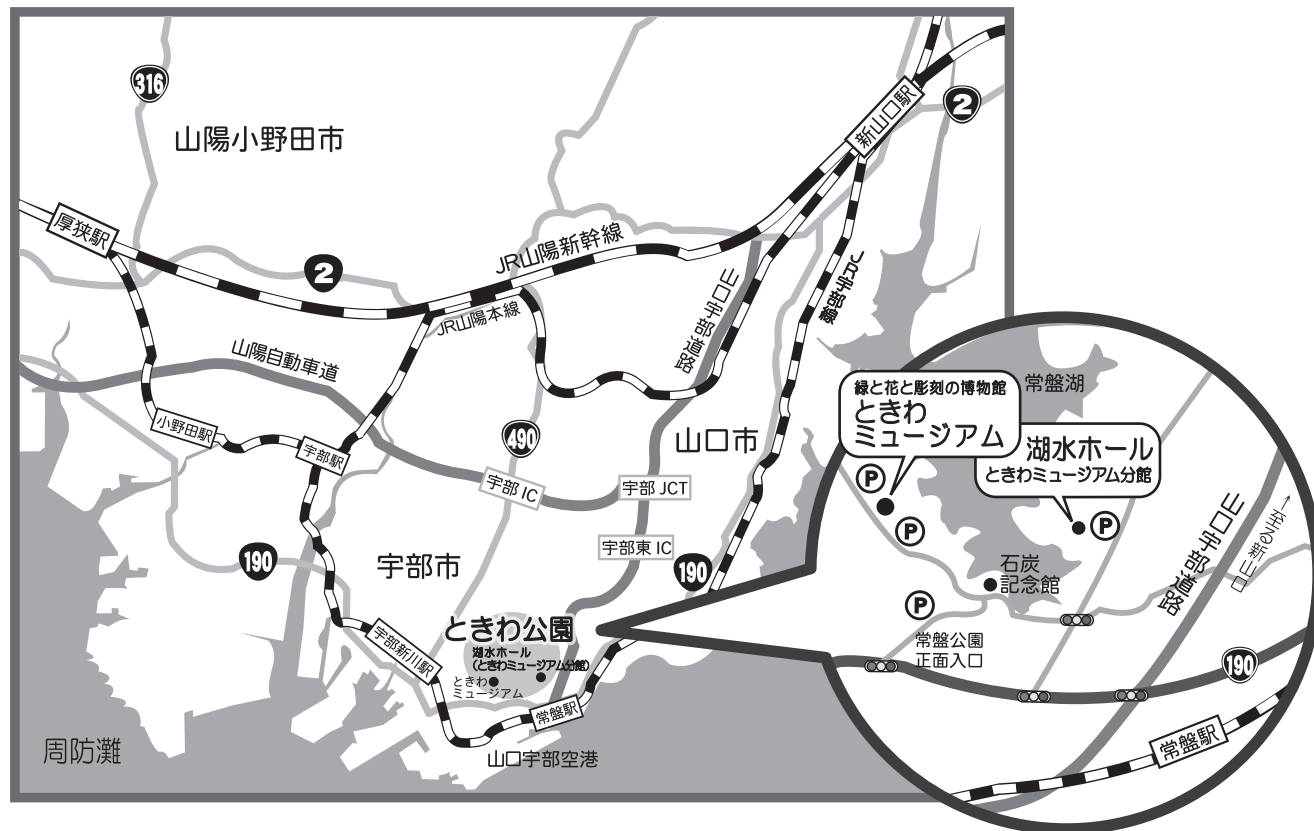 316
山陽小野田市
新山口駅
2
厚狭駅
2
JR山陽新幹線
JR山陽本線
山口宇部道路
JR宇部線
山陽自動車道
小野田駅
宇部駅
490
宇部 IC
山口市
宇部 JCT
宇部東 IC
190
宇部市
190
ときわ公園
湖水ホール
(ときわミュージアム分館)
ときわ
ミュージアム
宇部新川駅
常盤駅
山口宇部空港
周防灘
常盤湖
緑と花と彫刻の博物館
ときわ
ミュージアム
湖水ホール
ときわミュージアム分館
P
P
P
石炭
記念館
P
常盤公園
正面入口
山口宇部道路
至る新山口→
190
常盤駅